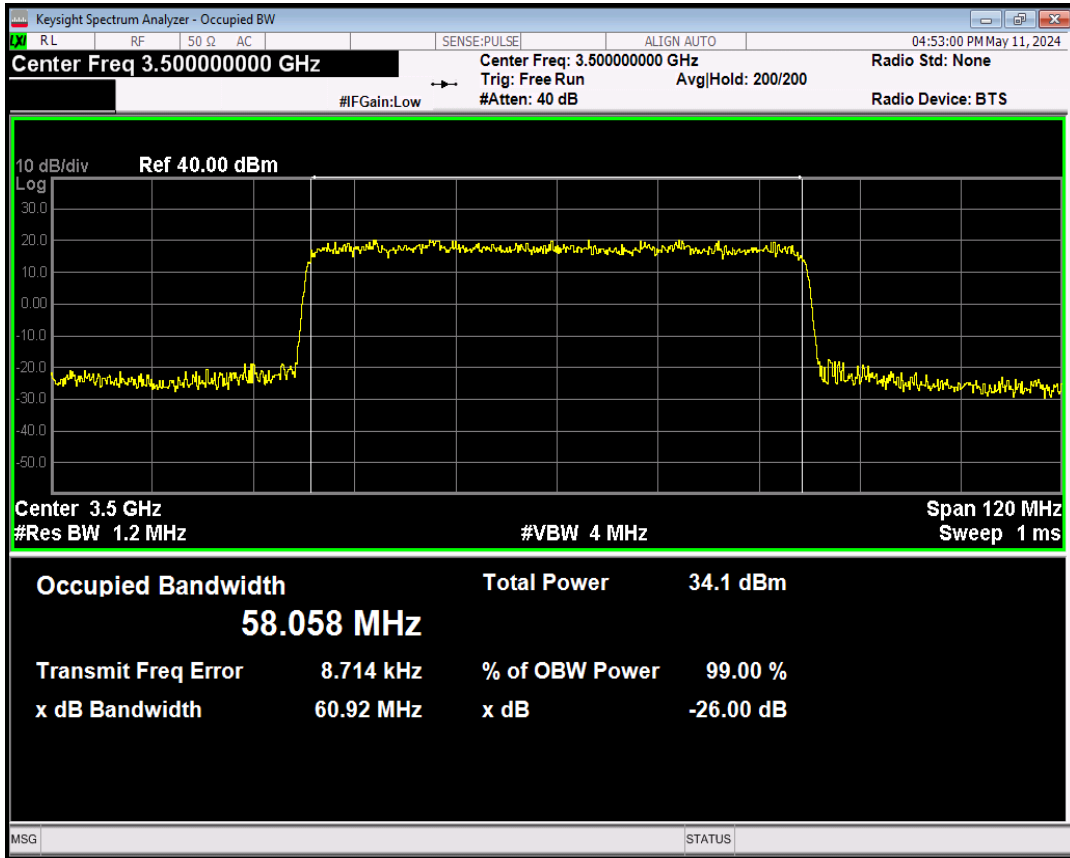 Keysight Spectrum Analyzer - Occupied BW
LXI RL RF 50 Ω AC SENSE:PULSE ALIGN AUTO 04:53:00 PM May 11, 2024
Center Freq 3.500000000 GHz Center Freq: 3.500000000 GHz Radio Std: None
Trig: Free Run Avg|Hold: 200/200
#IFGain:Low #Atten: 40 dB Radio Device: BTS
10 dB/div Ref 40.00 dBm
Log
30.0
20.0
10.0
0.00
-10.0
-20.0
-30.0
-40.0
-50.0
Center 3.5 GHz Span 120 MHz
#Res BW 1.2 MHz #VBW 4 MHz Sweep 1 ms
Occupied Bandwidth Total Power 34.1 dBm
58.058 MHz
Transmit Freq Error 8.714 kHz % of OBW Power 99.00 %
x dB Bandwidth 60.92 MHz x dB -26.00 dB
MSG STATUS